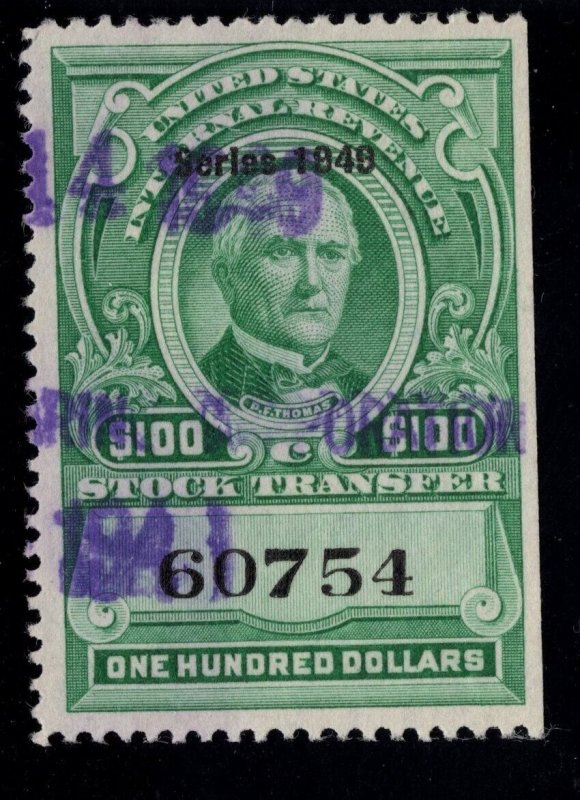 UNITED STATES
INTERNAL REVENUE
Series 1949
P.F. THOMAS
$100 C $100
STOCK TRANSFER
60754
ONE HUNDRED DOLLARS